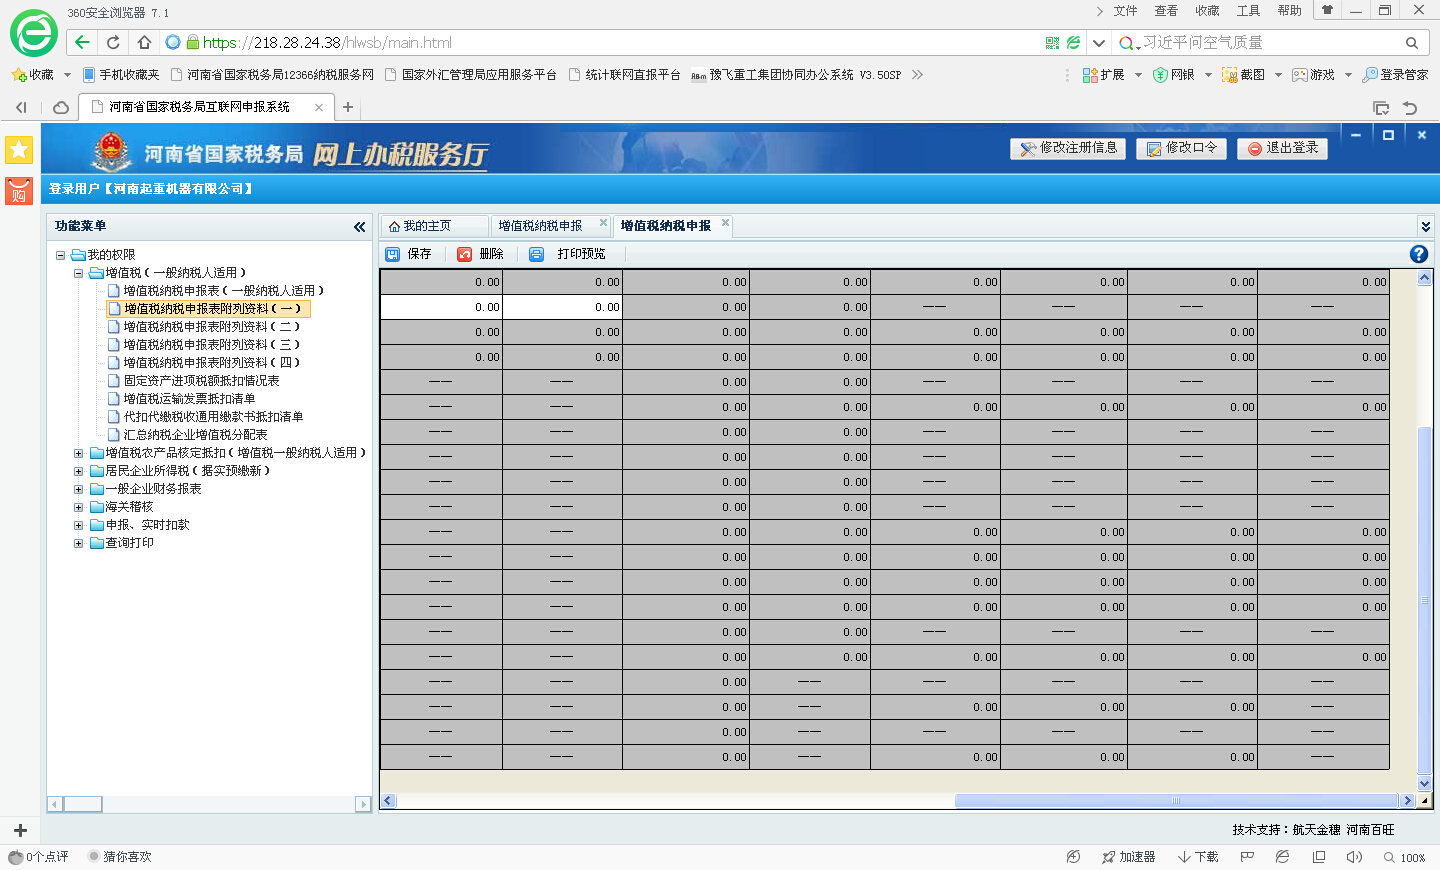 360安全浏览器 7.1
文件 查看 收藏 工具 帮助
https://218.28.24.38/hlwsb/main.html
习近平问空气质量
收藏 手机收藏夹 河南省国家税务局12366纳税服务网 国家外汇管理局应用服务平台 统计联网直报平台 RBm 豫飞重工集团协同办公系统 V3.50SP
扩展 网银 截图 游戏 登录管家
河南省国家税务局互联网申报系统
购
河南省国家税务局 网上办税服务厅
修改注册信息 修改口令 退出登录
登录用户【河南起重机器有限公司】
功能菜单
我的主页 增值税纳税申报 增值税纳税申报
保存 删除 打印预览
我的权限
增值税(一般纳税人适用)
增值税纳税申报表(一般纳税人适用)
增值税纳税申报表附列资料(一)
增值税纳税申报表附列资料(二)
增值税纳税申报表附列资料(三)
增值税纳税申报表附列资料(四)
固定资产进项税额抵扣情况表
增值税运输发票抵扣清单
代扣代缴税收通用缴款书抵扣清单
汇总纳税企业增值税分配表
增值税农产品核定抵扣(增值税一般纳税人适用)
居民企业所得税(据实预缴新)
一般企业财务报表
海关稽核
申报、实时扣款
查询打印
0.00 0.00 0.00 0.00 0.00 0.00 0.00 0.00
0.00 0.00 0.00 0.00 —— —— —— ——
0.00 0.00 0.00 0.00 0.00 0.00 0.00 0.00
0.00 0.00 0.00 0.00 0.00 0.00 0.00 0.00
—— —— 0.00 0.00 —— —— —— ——
—— —— 0.00 0.00 0.00 0.00 0.00 0.00
—— —— 0.00 0.00 —— —— —— ——
—— —— 0.00 0.00 —— —— —— ——
—— —— 0.00 0.00 —— —— —— ——
—— —— 0.00 0.00 —— —— —— ——
—— —— 0.00 0.00 0.00 0.00 0.00 0.00
—— —— 0.00 0.00 0.00 0.00 0.00 0.00
—— —— 0.00 0.00 0.00 0.00 0.00 0.00
—— —— 0.00 0.00 0.00 0.00 0.00 0.00
—— —— 0.00 0.00 —— —— —— ——
—— —— 0.00 0.00 0.00 0.00 0.00 0.00
—— —— 0.00 —— —— —— —— ——
—— —— 0.00 —— 0.00 0.00 0.00 ——
—— —— 0.00 —— —— —— —— ——
—— —— 0.00 —— 0.00 0.00 0.00 ——
技术支持：航天金穗 河南百旺
0个点评 猜你喜欢
加速器 下载 100%